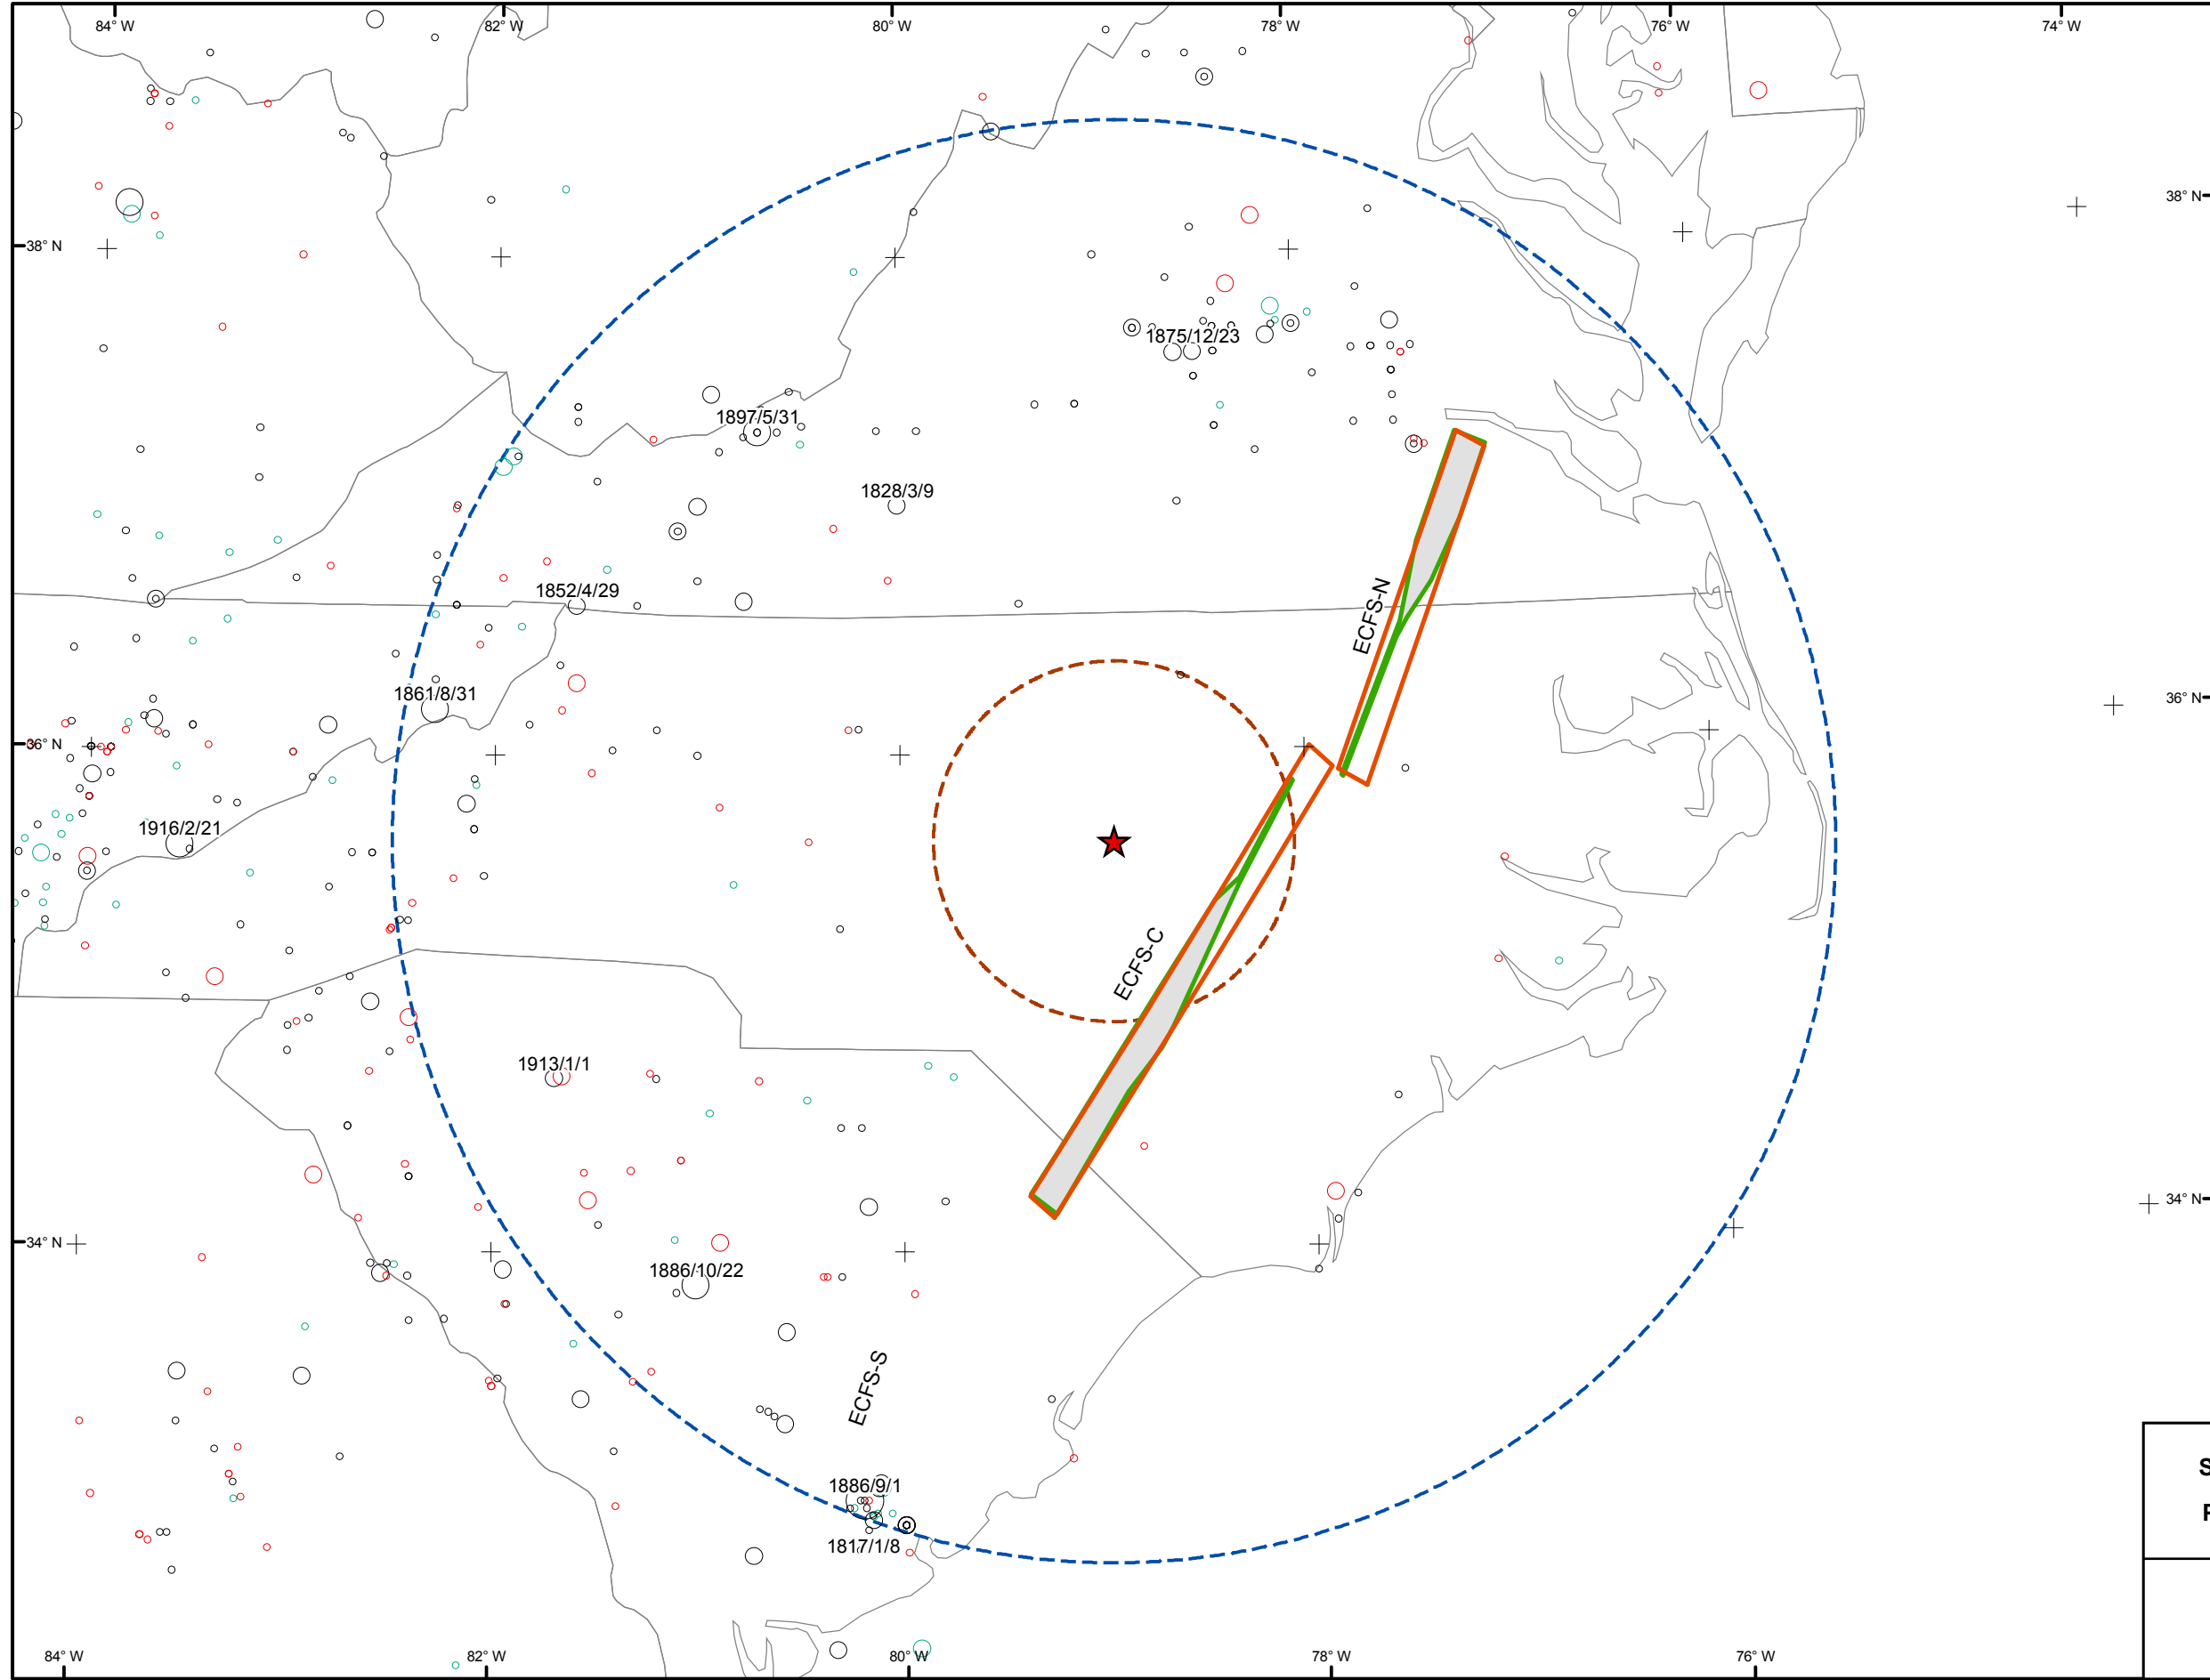 84° W
82° W
80° W
78° W
76° W
74° W
38° N
38° N
1875/12/23
1897/5/31
1828/3/9
1852/4/29
ECFS-N
1861/8/31
36° N
36° N
1916/2/21
ECFS-C
1913/1/1
34° N
34° N
1886/10/22
ECFS-S
1886/9/1
1817/1/8
84° W
82° W
80° W
78° W
76° W